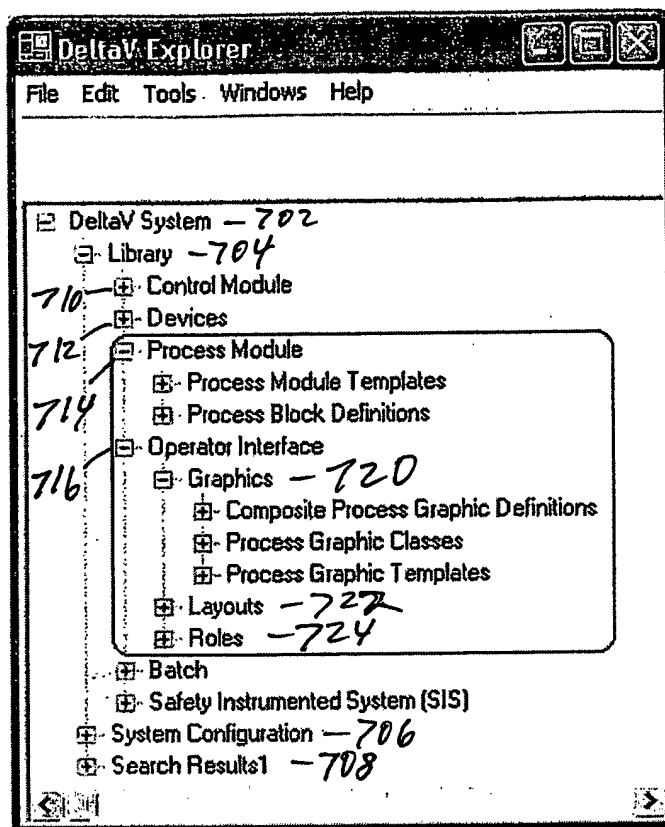 DeltaV Explorer
File Edit Tools Windows Help
DeltaV System - 702
Library - 704
710 Control Module
712 Devices
714 Process Module
Process Module Templates
Process Block Definitions
716 Operator Interface
Graphics - 720
Composite Process Graphic Definitions
Process Graphic Classes
Process Graphic Templates
Layouts - 722
Roles - 724
Batch
Safety Instrumented System (SIS)
System Configuration - 706
Search Results1 - 708